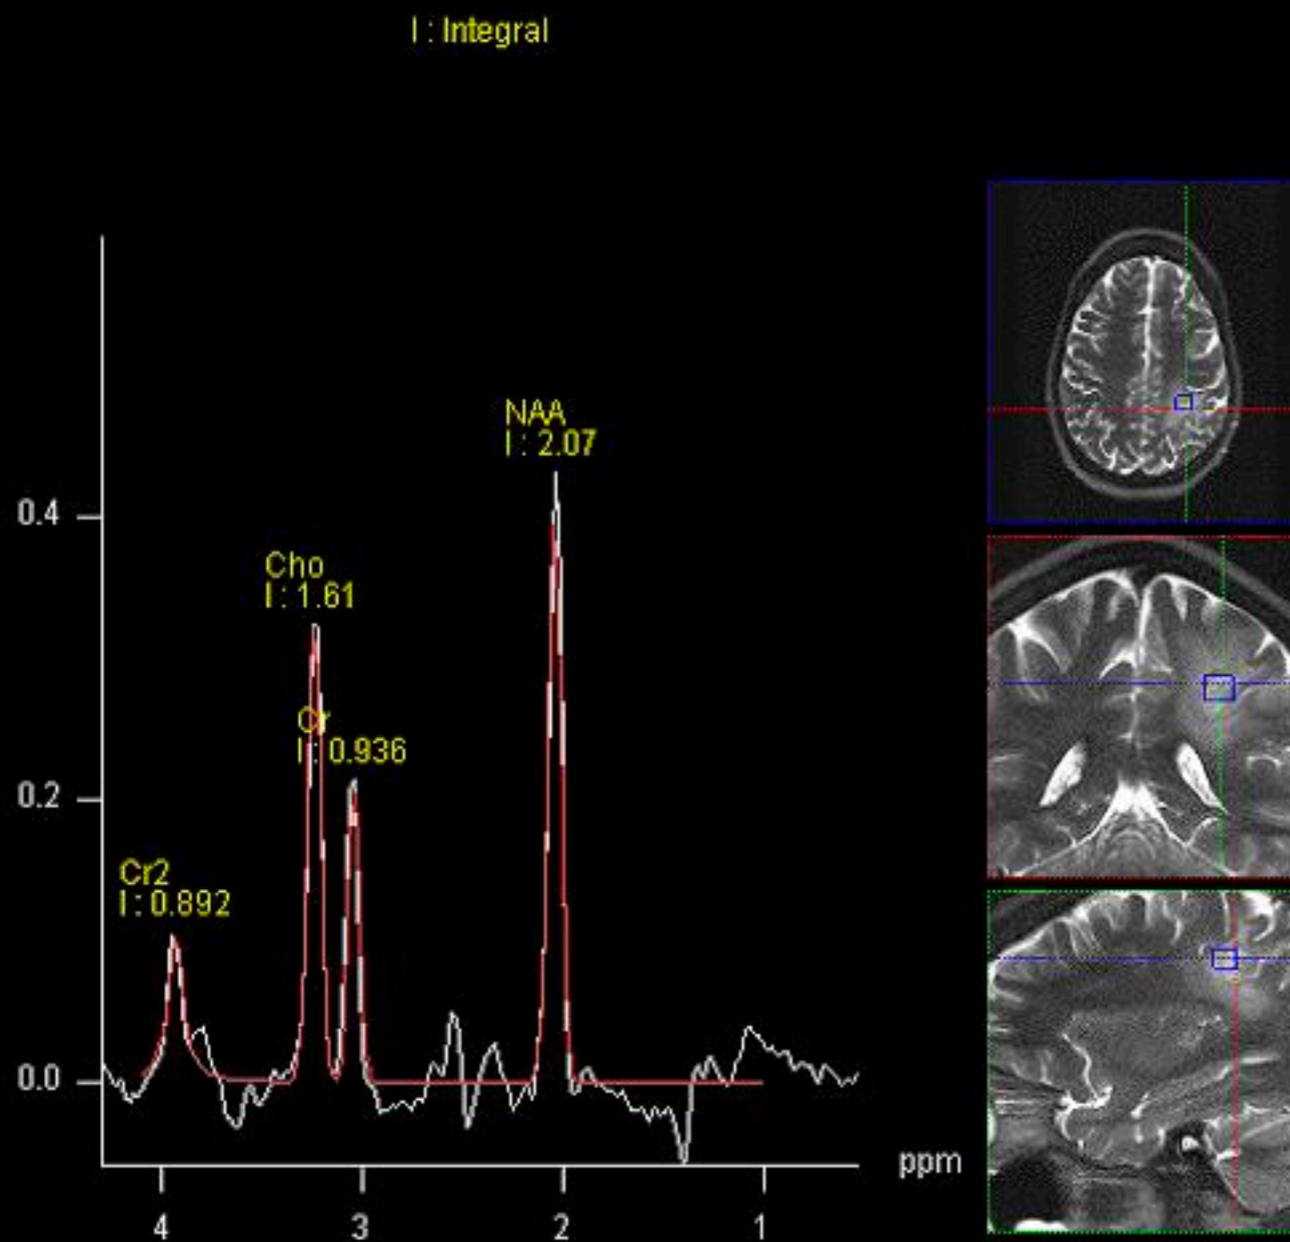 I : Integral
NAA
I : 2.07
0.4
Cho
I : 1.61
Cr
I : 0.936
0.2
Cr2
I : 0.892
0.0
ppm
4 3 2 1